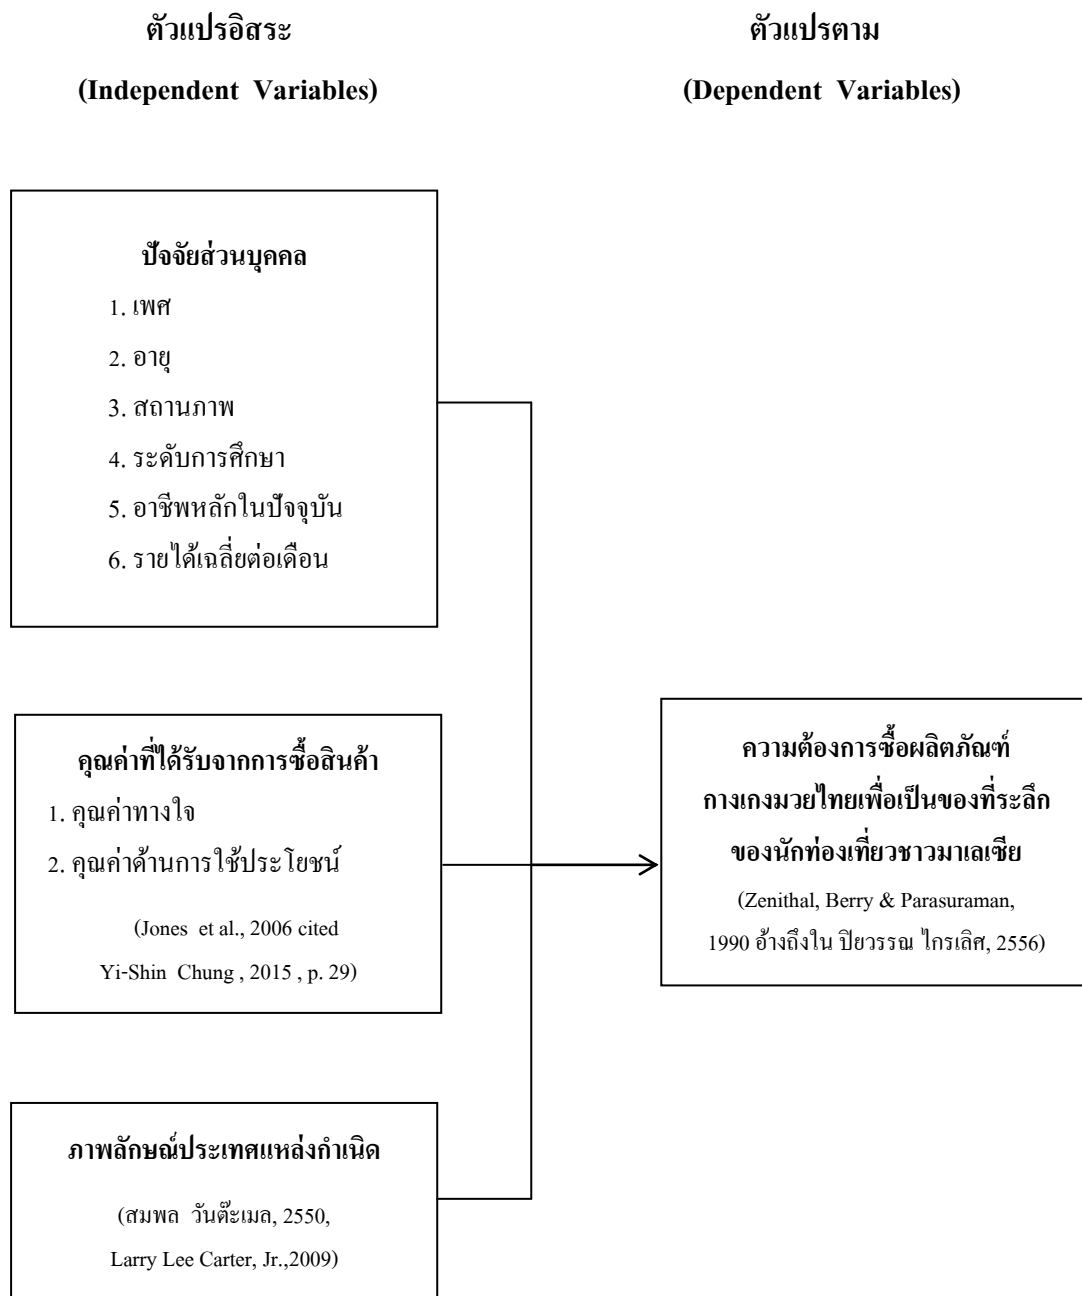 ตัวแปรอิสระ
(Independent Variables)
ตัวแปรตาม
(Dependent Variables)
ปัจจัยส่วนบุคคล
1. เพศ
2. อายุ
3. สถานภาพ
4. ระดับการศึกษา
5. อาชีพหลักในปัจจุบัน
6. รายได้เฉลี่ยต่อเดือน
คุณค่าที่ได้รับจากการซื้อสินค้า
1. คุณค่าทางใจ
2. คุณค่าด้านการใช้ประโยชน์
(Jones et al., 2006 cited
Yi-Shin Chung , 2015 , p. 29)
ภาพลักษณ์ประเทศแหล่งกำเนิด
(สมพล วันต๊ะเมล, 2550,
Larry Lee Carter, Jr.,2009)
ความต้องการซื้อผลิตภัณฑ์
กางเกงมวยไทยเพื่อเป็นของที่ระลึก
ของนักท่องเที่ยวชาวมาเลเซีย
(Zenithal, Berry & Parasuraman,
1990 อ้างถึงใน ปิยวรรณ ไกรเลิศ, 2556)